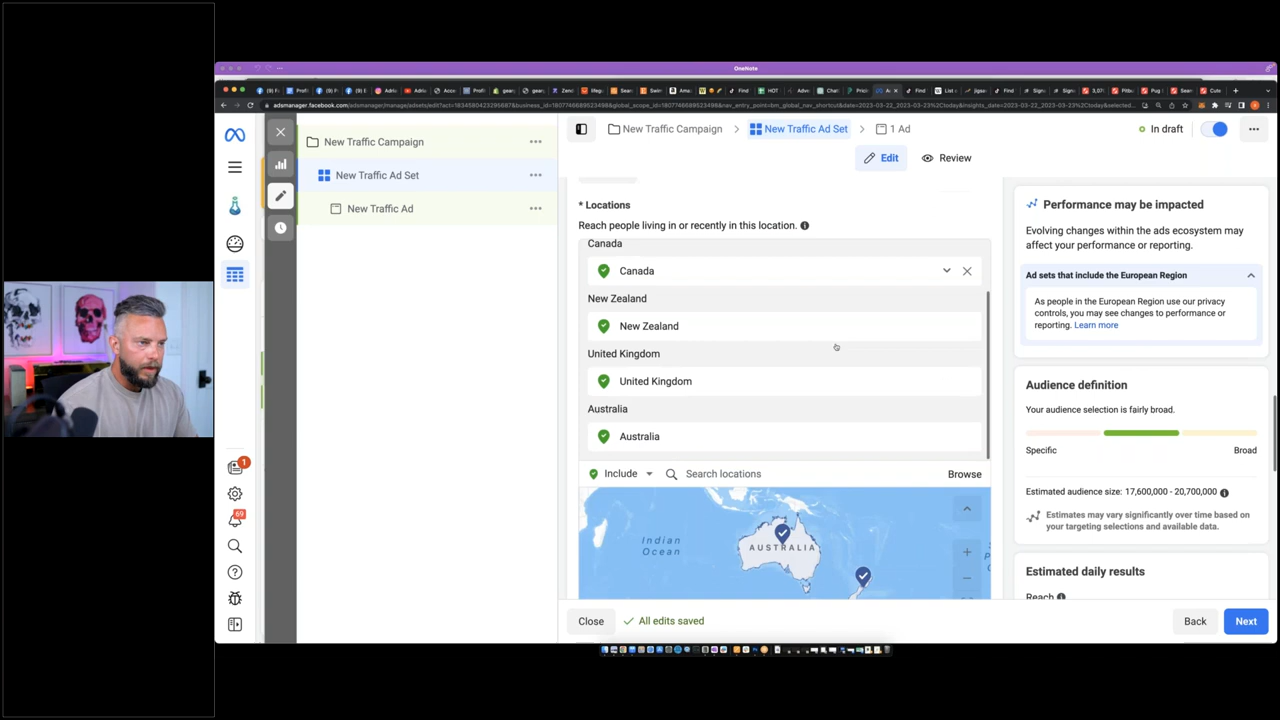 OneNote
adsmanager.facebook.com
New Traffic Campaign
New Traffic Ad Set
1 Ad
In draft
Edit
Review
New Traffic Campaign
New Traffic Ad Set
New Traffic Ad
* Locations
Reach people living in or recently in this location.
Canada
Canada
New Zealand
New Zealand
United Kingdom
United Kingdom
Australia
Australia
Include
Search locations
Browse
Indian
Ocean
AUSTRALIA
Performance may be impacted
Evolving changes within the ads ecosystem may
affect your performance or reporting.
Ad sets that include the European Region
As people in the European Region use our privacy
controls, you may see changes to performance or
reporting. Learn more
Audience definition
Your audience selection is fairly broad.
Specific
Broad
Estimated audience size: 17,600,000 - 20,700,000
Estimates may vary significantly over time based on
your targeting selections and available data.
Estimated daily results
Reach
1
69
Close
All edits saved
Back
Next